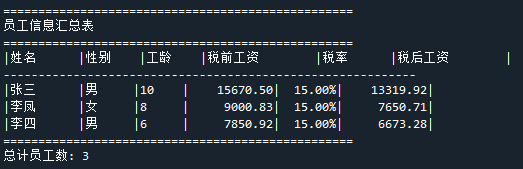 ==================================================
员工信息汇总表
==================================================
|姓名 |性别 |工龄 |税前工资 |税率 |税后工资 |
-----------------------------------------------------------
|张三 |男 |10 | 15670.50| 15.00%| 13319.92|
|李凤 |女 |8 | 9000.83| 15.00%| 7650.71|
|李四 |男 |6 | 7850.92| 15.00%| 6673.28|
==================================================
总计员工数: 3